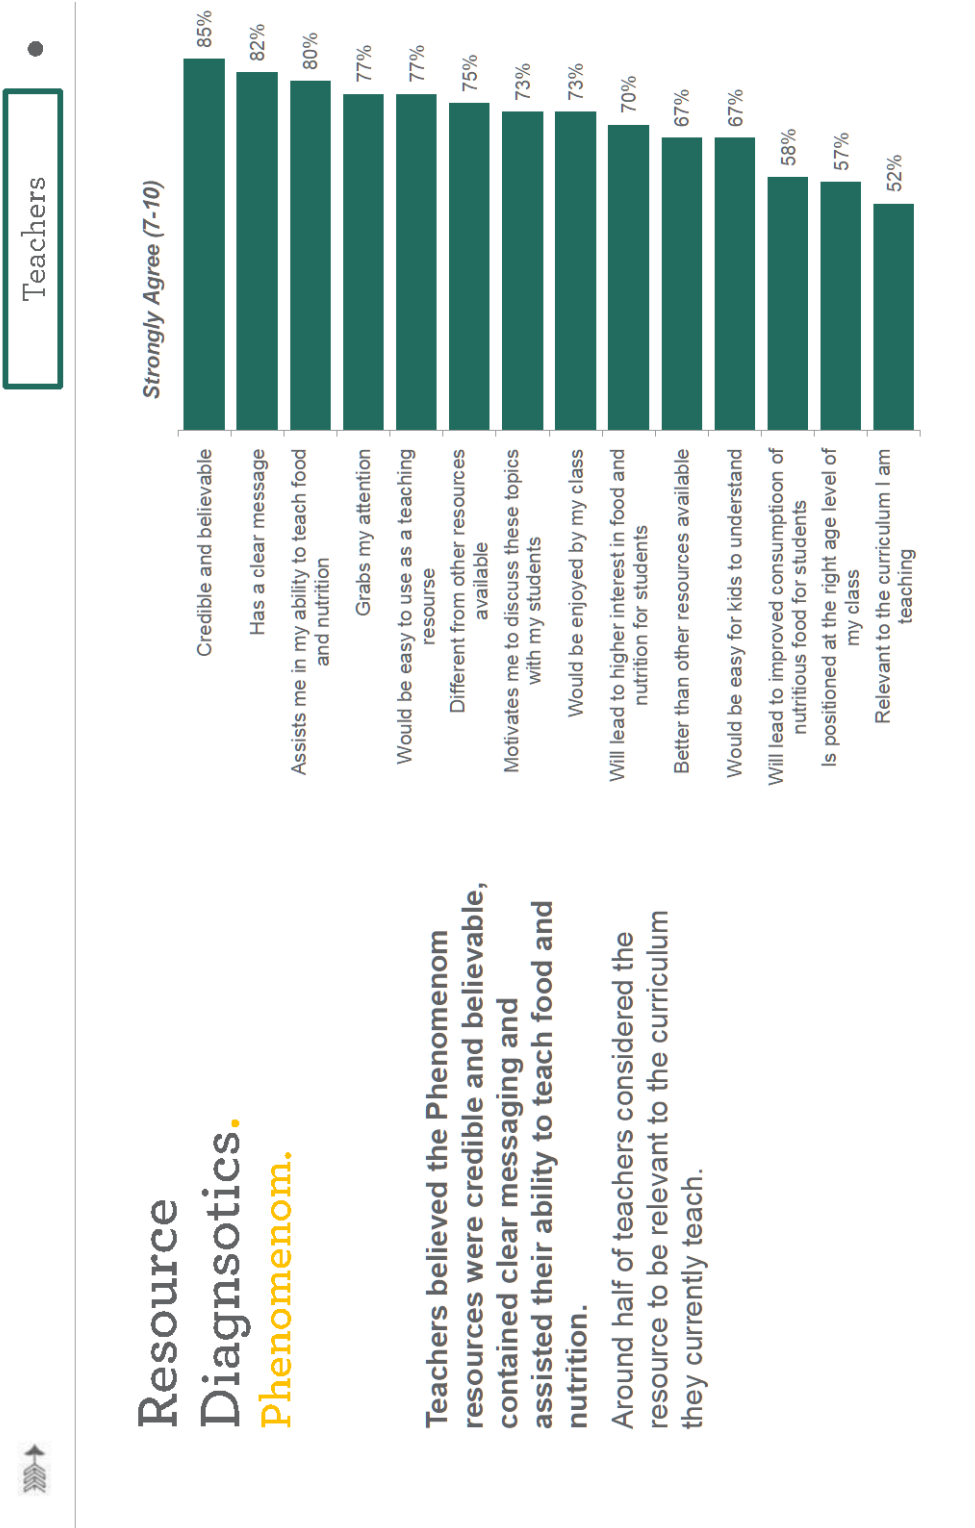 Teachers
Resource
Diagnsotics.
Phenomenom.
Teachers believed the Phenomenom
resources were credible and believable,
contained clear messaging and
assisted their ability to teach food and
nutrition.
Around half of teachers considered the
resource to be relevant to the curriculum
they currently teach.
Strongly Agree (7-10)
Credible and believable
85%
Has a clear message
82%
Assists me in my ability to teach food
and nutrition
80%
Grabs my attention
77%
Would be easy to use as a teaching
resourse
77%
Different from other resources
available
75%
Motivates me to discuss these topics
with my students
73%
Would be enjoyed by my class
73%
Will lead to higher interest in food and
nutrition for students
70%
Better than other resources available
67%
Would be easy for kids to understand
67%
Will lead to improved consumption of
nutritious food for students
58%
Is positioned at the right age level of
my class
57%
Relevant to the curriculum I am
teaching
52%